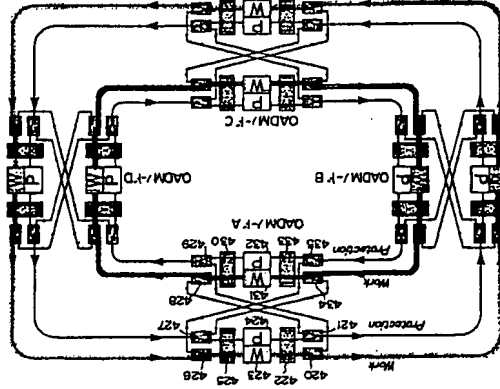 Work
420 422 423 425 426
W
P
421 424 427
Protection
Work
434 431 428
W
P
435 433 432 430 429
Protection
OADM/-I'A
OADM/-I'B
OADM/-I'D
W P W P
P W P W
OADM/-I'C
P
W
P
W